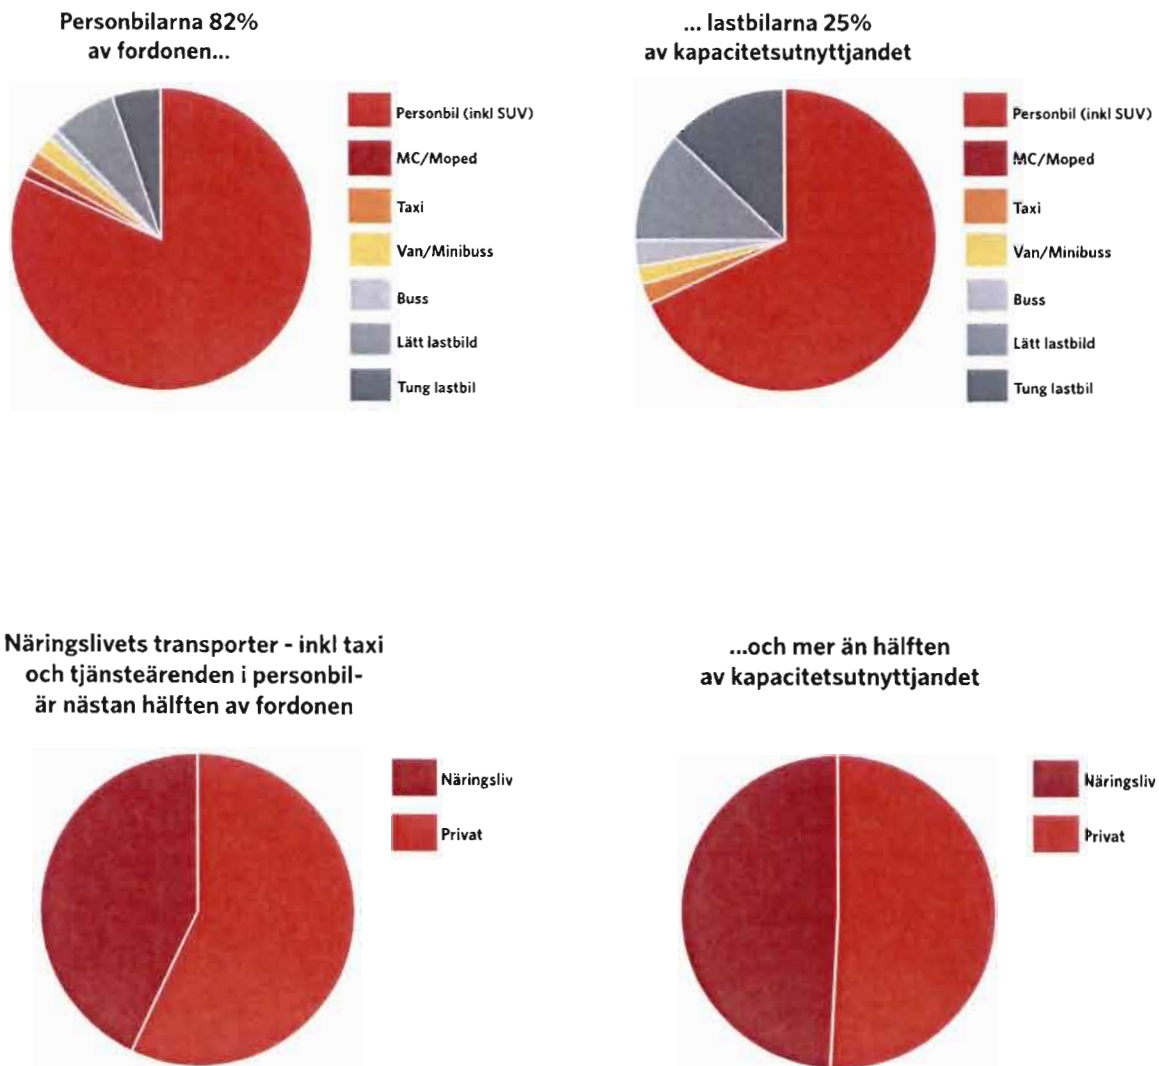 Personbilarna 82%
av fordonen...
Personbil (inkl SUV)
MC/Moped
Taxi
Van/Minibuss
Buss
Lätt lastbild
Tung lastbil
... lastbilarna 25%
av kapacitetsutnyttjandet
Personbil (inkl SUV)
MC/Moped
Taxi
Van/Minibuss
Buss
Lätt lastbild
Tung lastbil
Näringslivets transporter - inkl taxi
och tjänsteärenden i personbil-
är nästan hälften av fordonen
Näringsliv
Privat
...och mer än hälften
av kapacitetsutnyttjandet
Näringsliv
Privat